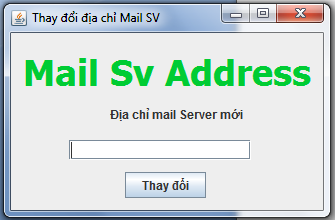 Thay đổi địa chỉ Mail SV
Mail Sv Address
Địa chỉ mail Server mới
Thay đổi